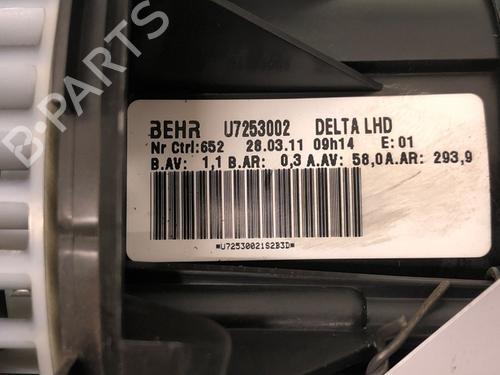 B-PARTS
BEHR U7253002 DELTA LHD
Nr Ctrl:652 28.03.11 09h14 E:01
B.AV: 1,1 B.AR: 0,3 A.AV: 58,0 A.AR: 293,9
*U72530021S2B3D*